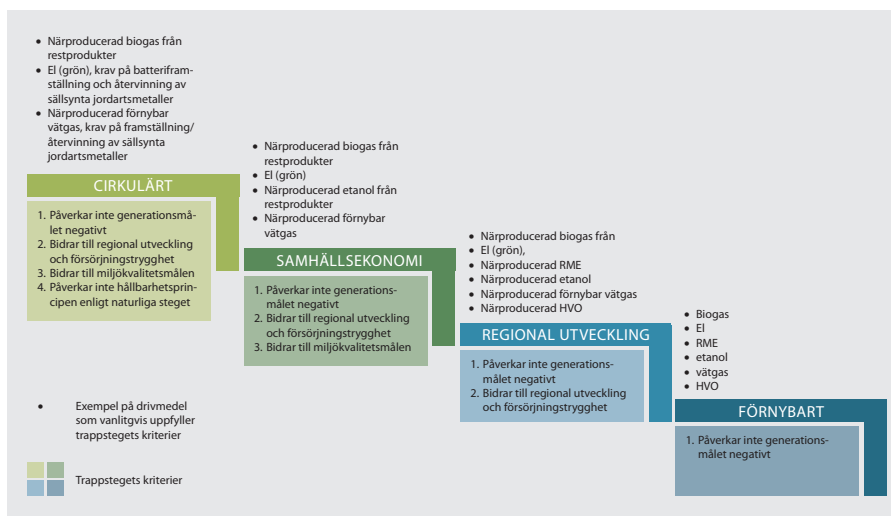 • Närproducerad biogas från
restprodukter
• El (grön), krav på batterifram-
ställning och återvinning av
sällsynta jordartsmetaller
• Närproducerad förnybar
vätgas, krav på framställning/
återvinning av sällsynta
jordartsmetaller
CIRKULÄRT
1. Påverkar inte generationsmå-
let negativt
2. Bidrar till regional utveckling
och försörjningstrygghet
3. Bidrar till miljökvalitetsmålen
4. Påverkar inte hållbarhetsprin-
cipen enligt naturliga steget
• Närproducerad biogas från
restprodukter
• El (grön)
• Närproducerad etanol från
restprodukter
• Närproducerad förnybar
vätgas
SAMHÄLLSEKONOMI
1. Påverkar inte generations-
målet negativt
2. Bidrar till regional utveckling
och försörjningstrygghet
3. Bidrar till miljökvalitetsmålen
• Närproducerad biogas från
• El (grön),
• Närproducerad RME
• Närproducerad etanol
• Närproducerad förnybar vätgas
• Närproducerad HVO
REGIONAL UTVECKLING
1. Påverkar inte generations-
målet negativt
2. Bidrar till regional utveckling
och försörjningstrygghet
• Biogas
• El
• RME
• etanol
• vätgas
• HVO
FÖRNYBART
1. Påverkar inte generations-
målet negativt
• Exempel på drivmedel
som vanlitgvis uppfyller
trappstegets kriterier
Trappstegets kriterier